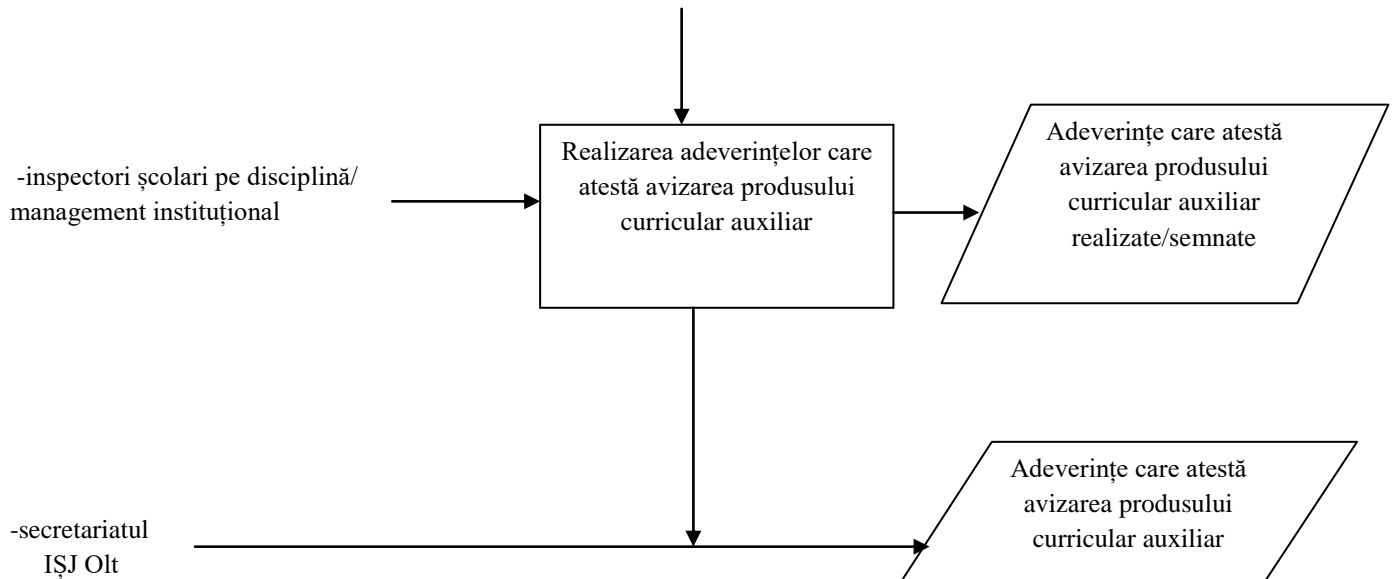 -inspectori școlari pe disciplină/
management instituțional
Realizarea adeverințelor care
atestă avizarea produsului
curricular auxiliar
Adeverințe care atestă
avizarea produsului
curricular auxiliar
realizate/semnate
-secretariatul
IȘJ Olt
Adeverințe care atestă
avizarea produsului
curricular auxiliar